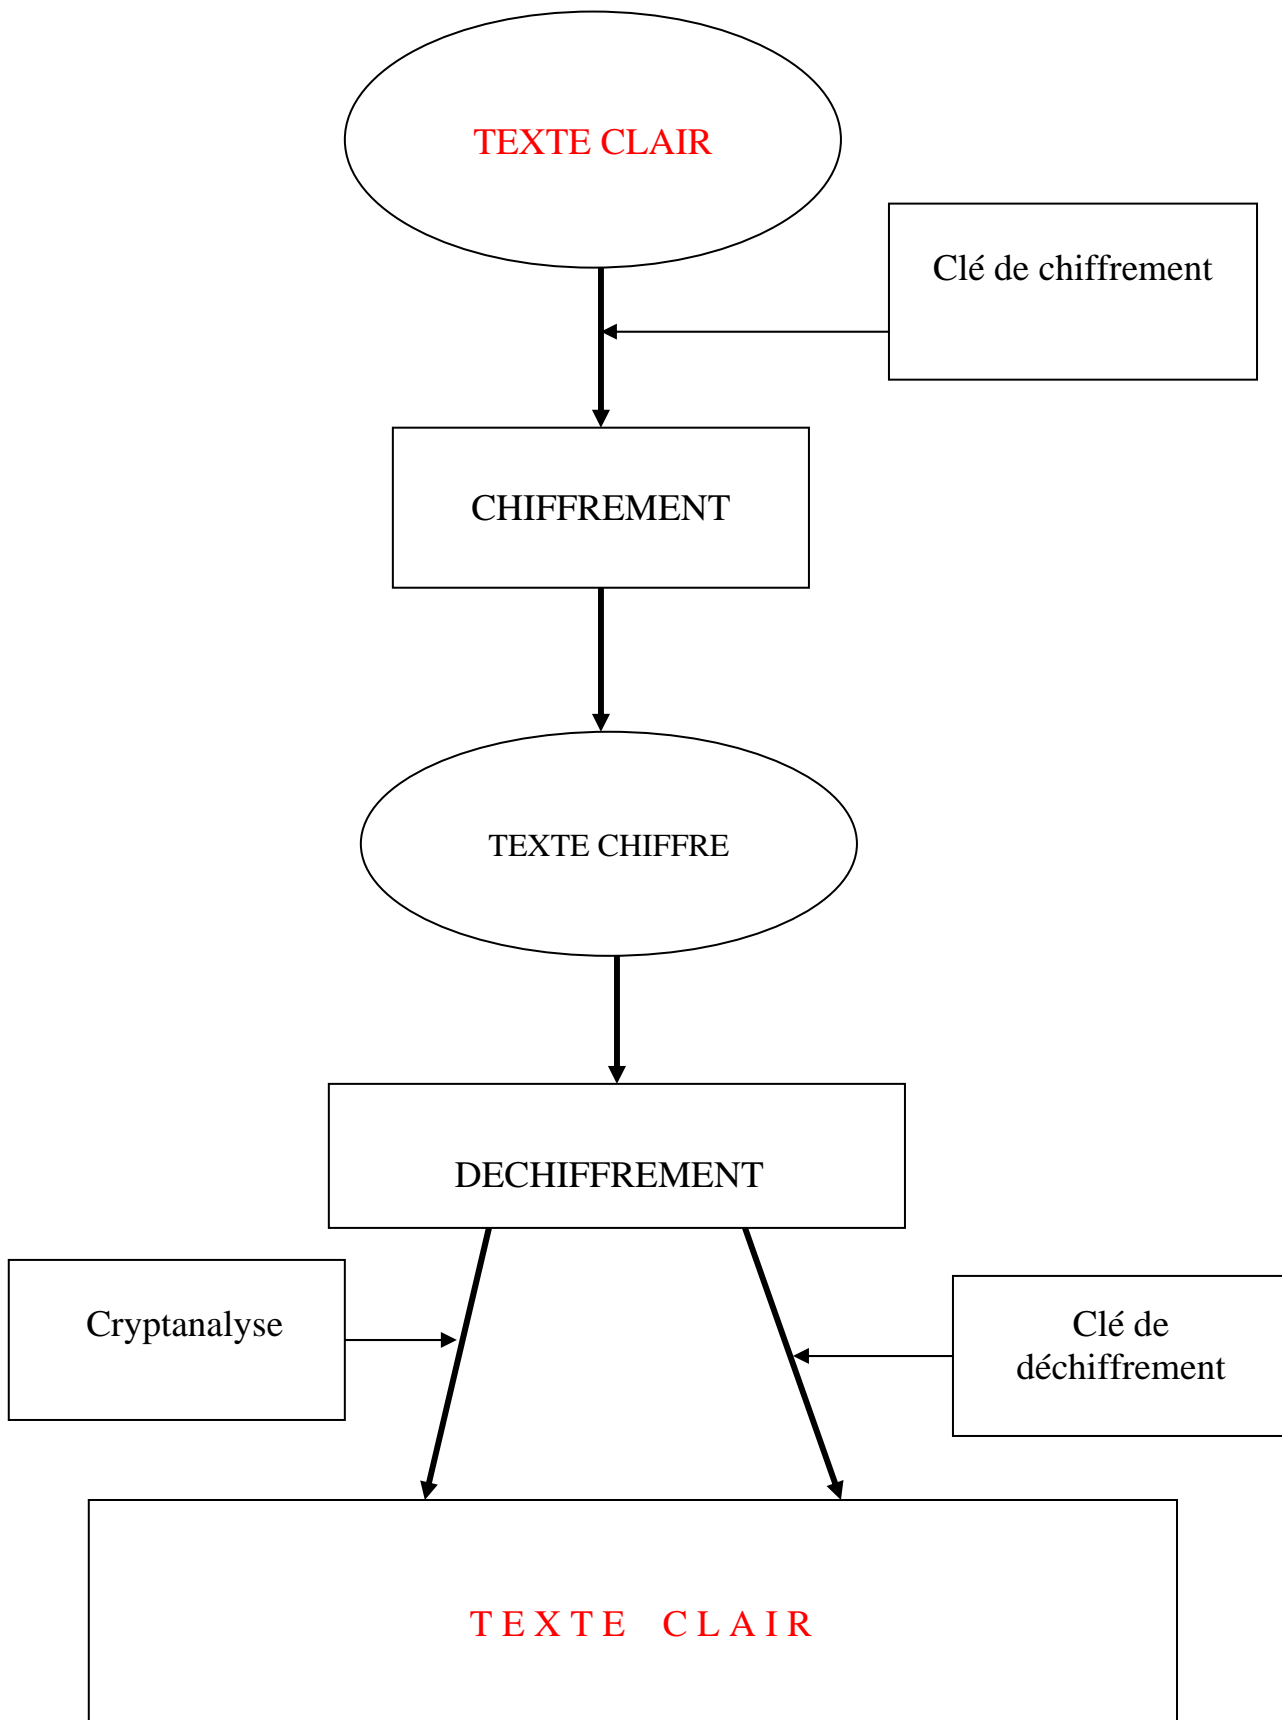 TEXTE CLAIR
Clé de chiffrement
CHIFFREMENT
TEXTE CHIFFRE
DECHIFFREMENT
Cryptanalyse
Clé de
déchiffrement
TEXTE CLAIR